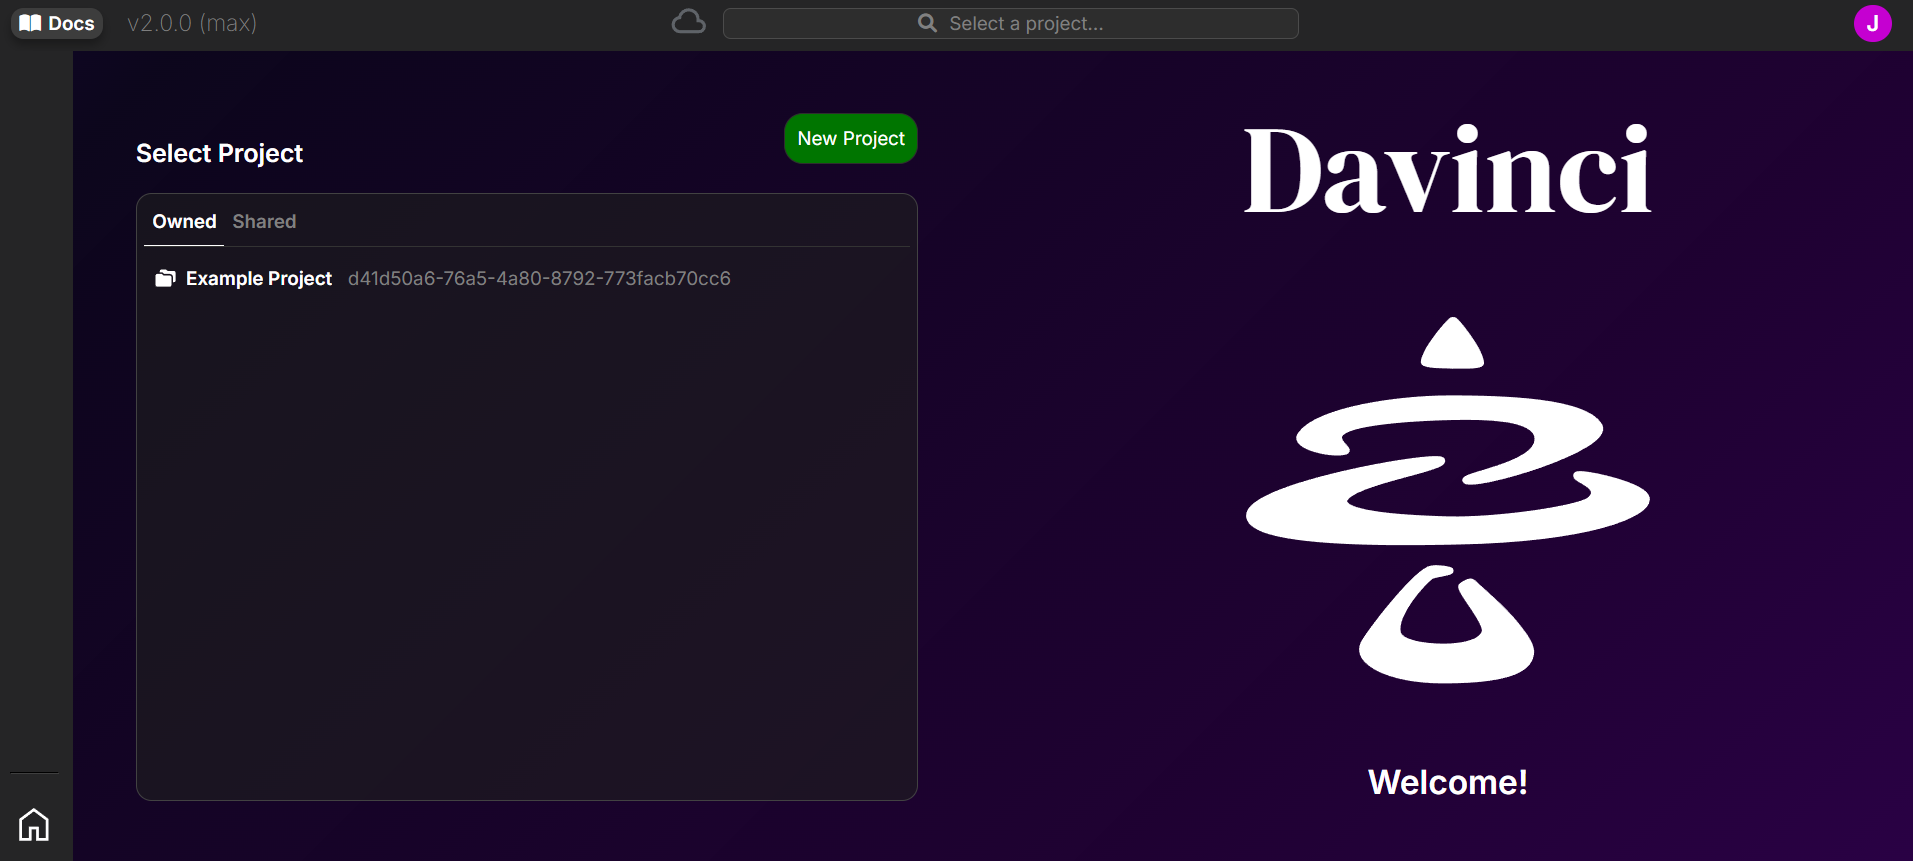 Docs v2.0.0 (max) Select a project... J
Select Project
New Project
Owned Shared
Example Project d41d50a6-76a5-4a80-8792-773facb70cc6
Davinci
Welcome!